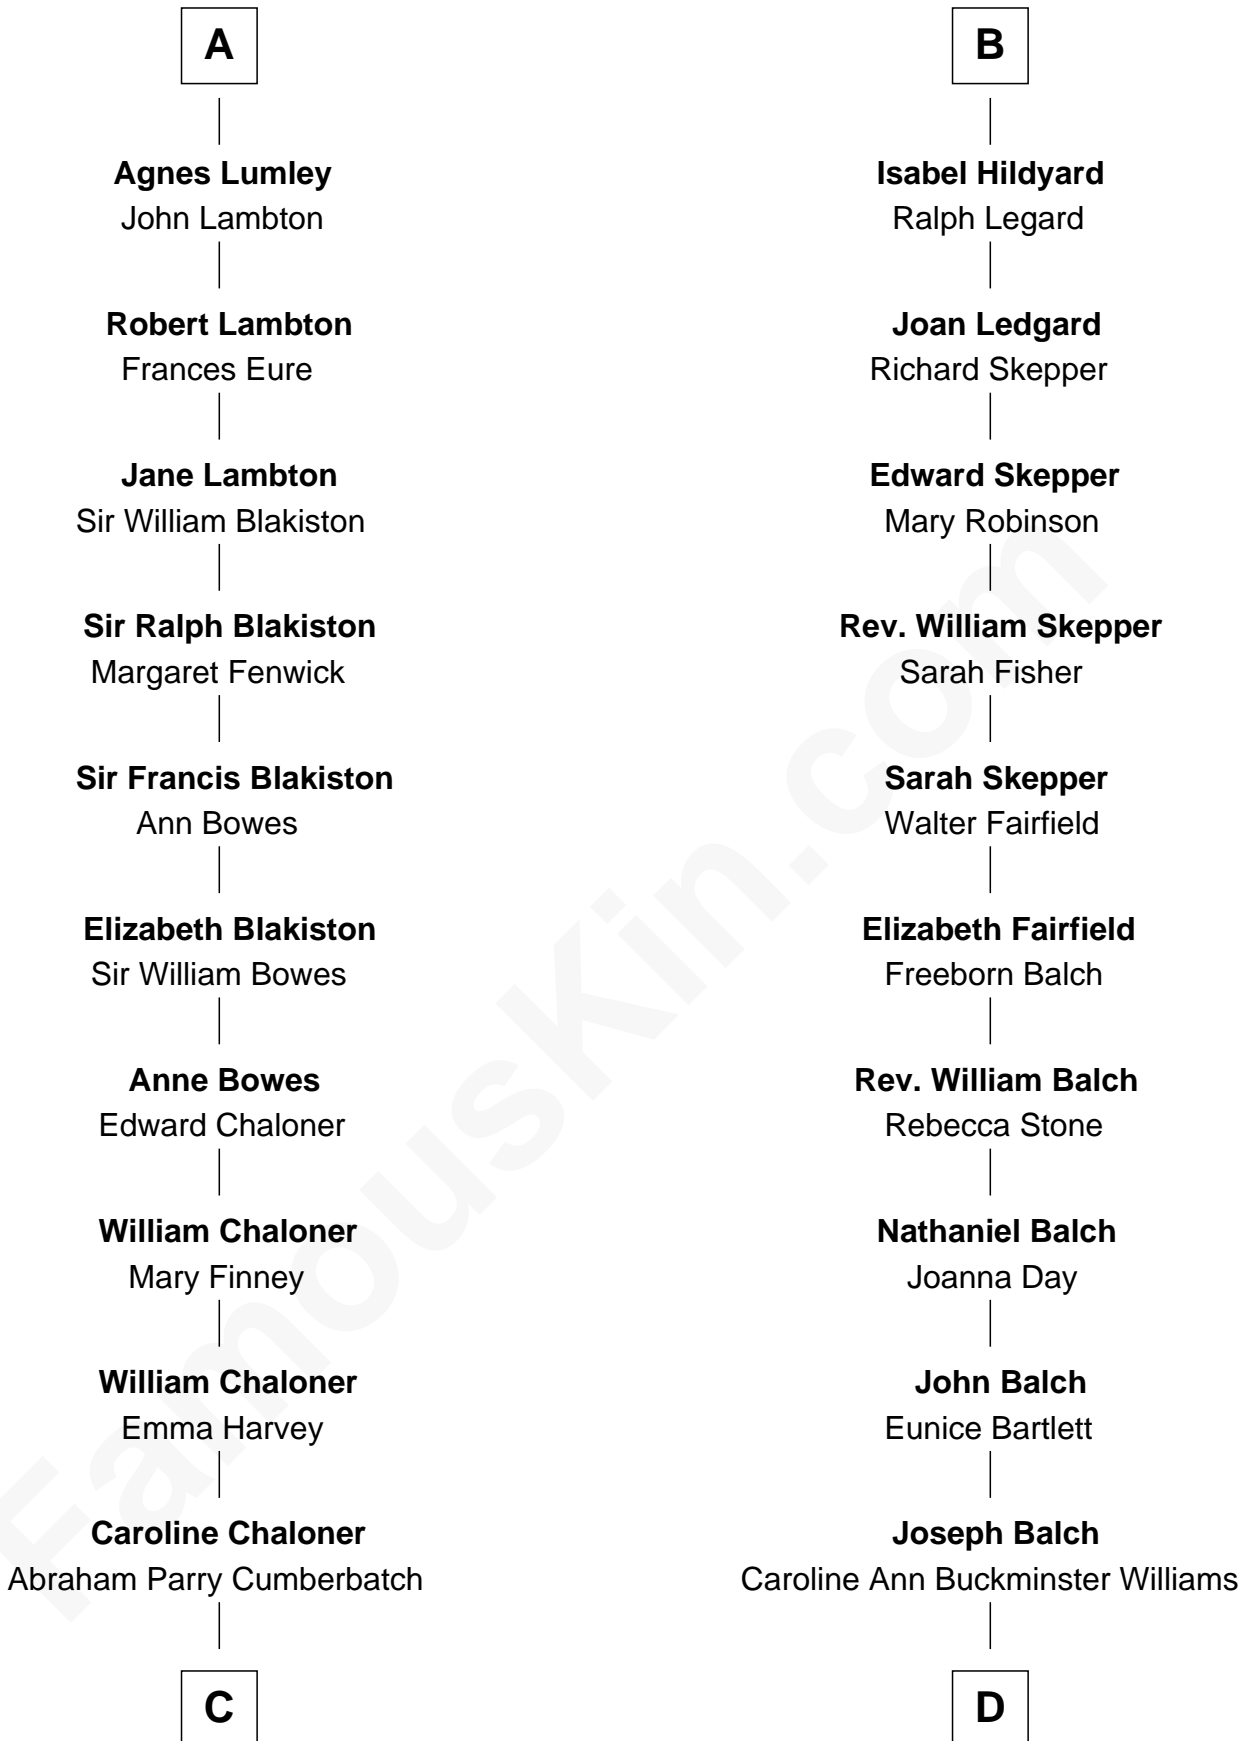 A
Agnes Lumley
John Lambton
Robert Lambton
Frances Eure
Jane Lambton
Sir William Blakiston
Sir Ralph Blakiston
Margaret Fenwick
Sir Francis Blakiston
Ann Bowes
Elizabeth Blakiston
Sir William Bowes
Anne Bowes
Edward Chaloner
William Chaloner
Mary Finney
William Chaloner
Emma Harvey
Caroline Chaloner
Abraham Parry Cumberbatch
C
B
Isabel Hildyard
Ralph Legard
Joan Ledgard
Richard Skepper
Edward Skepper
Mary Robinson
Rev. William Skepper
Sarah Fisher
Sarah Skepper
Walter Fairfield
Elizabeth Fairfield
Freeborn Balch
Rev. William Balch
Rebecca Stone
Nathaniel Balch
Joanna Day
John Balch
Eunice Bartlett
Joseph Balch
Caroline Ann Buckminster Williams
D
FamousKin.com